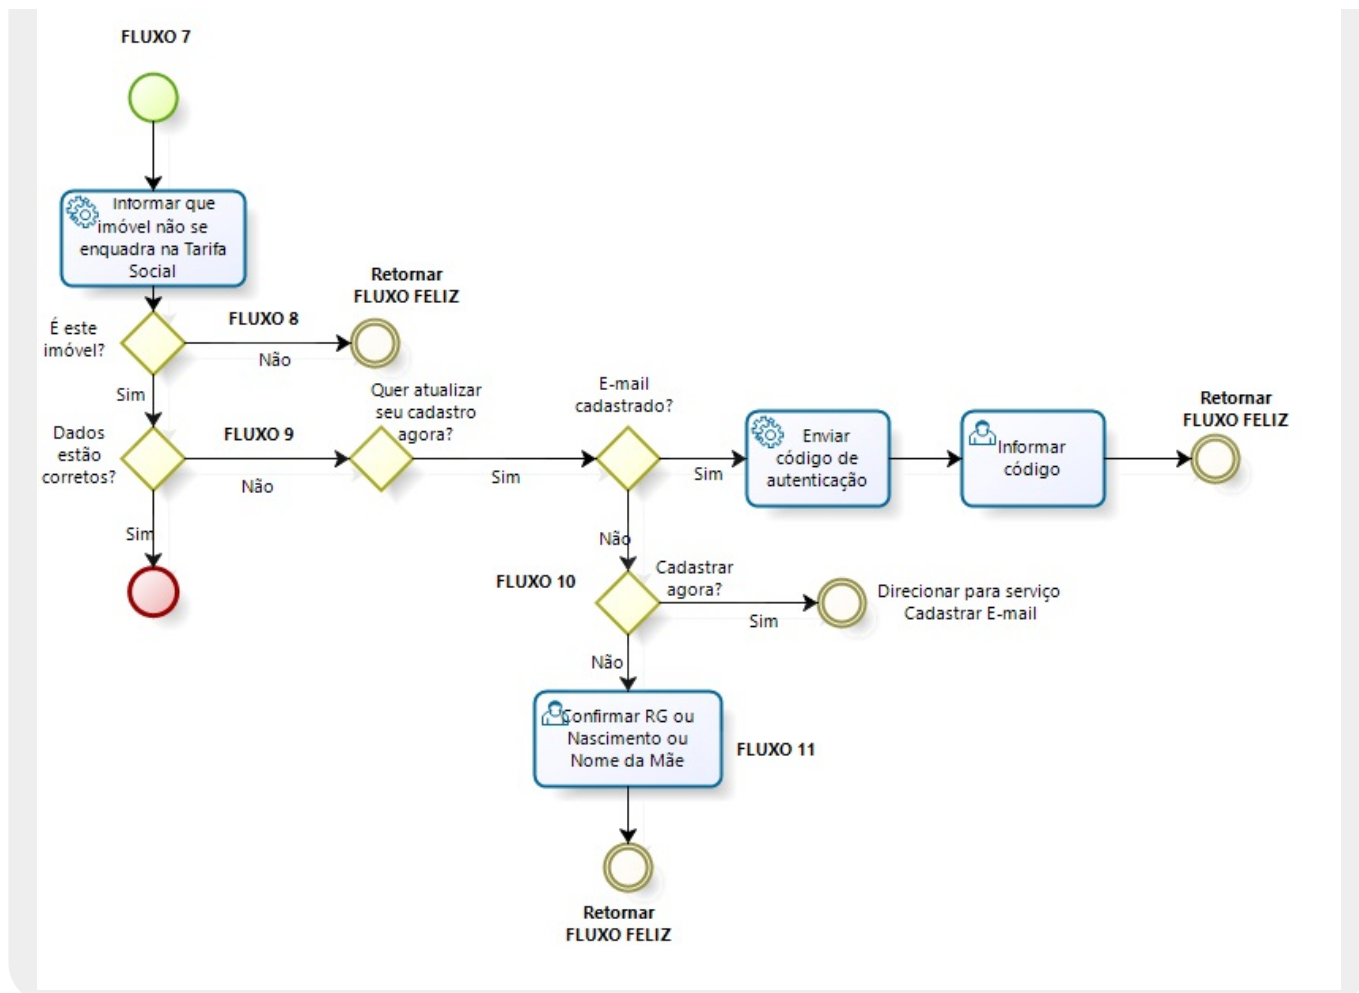 FLUXO 7
Informar que
imóvel não se
enquadra na Tarifa
Social
É este
imóvel?
FLUXO 8
Não
Retornar
FLUXO FELIZ
Sim
Dados
estão
corretos?
FLUXO 9
Não
Quer atualizar
seu cadastro
agora?
Sim
E-mail
cadastrado?
Sim
Enviar
código de
autenticação
Informar
código
Retornar
FLUXO FELIZ
Sim
Não
FLUXO 10
Cadastrar
agora?
Sim
Direcionar para serviço
Cadastrar E-mail
Não
Confirmar RG ou
Nascimento ou
Nome da Mãe
FLUXO 11
Retornar
FLUXO FELIZ